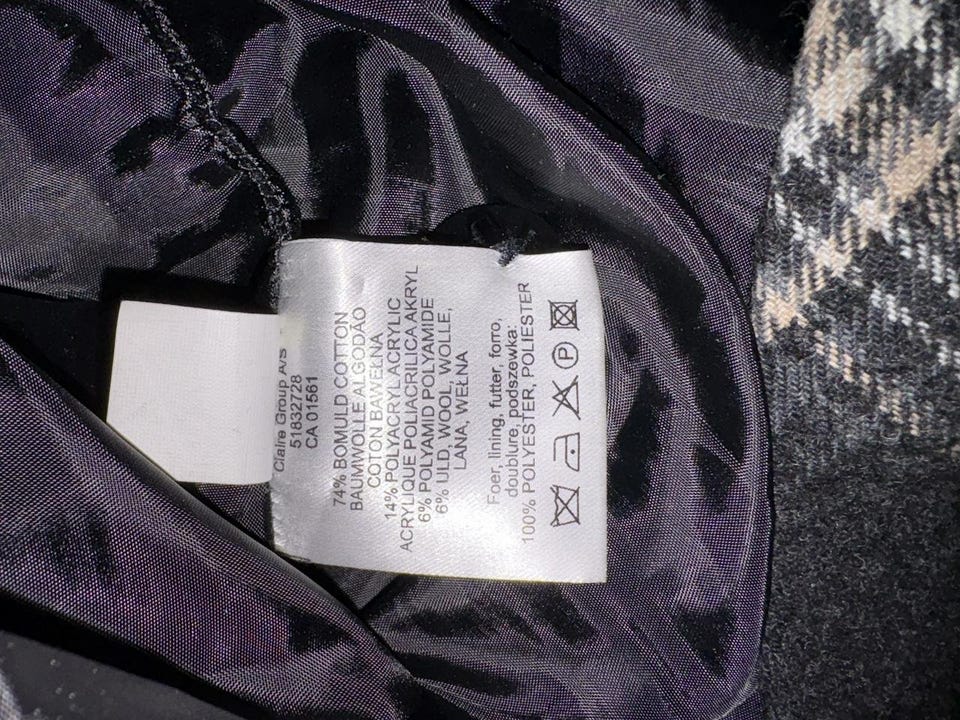 Claire Group A/S
51832728
CA 01561
74% BOMULD COTTON
BAUMWOLLE ALGODÃO
COTON BAWEŁNA
14% POLYACRYL ACRYLIC
ACRYLIQUE POLIACRILICA AKRYL
6% POLYAMID POLYAMIDE
6% ULD, WOOL, WOLLE,
LANA, WEŁNA
Foer, lining, futter, forro,
doublure, podszewka:
100% POLYESTER, POLIESTER
P